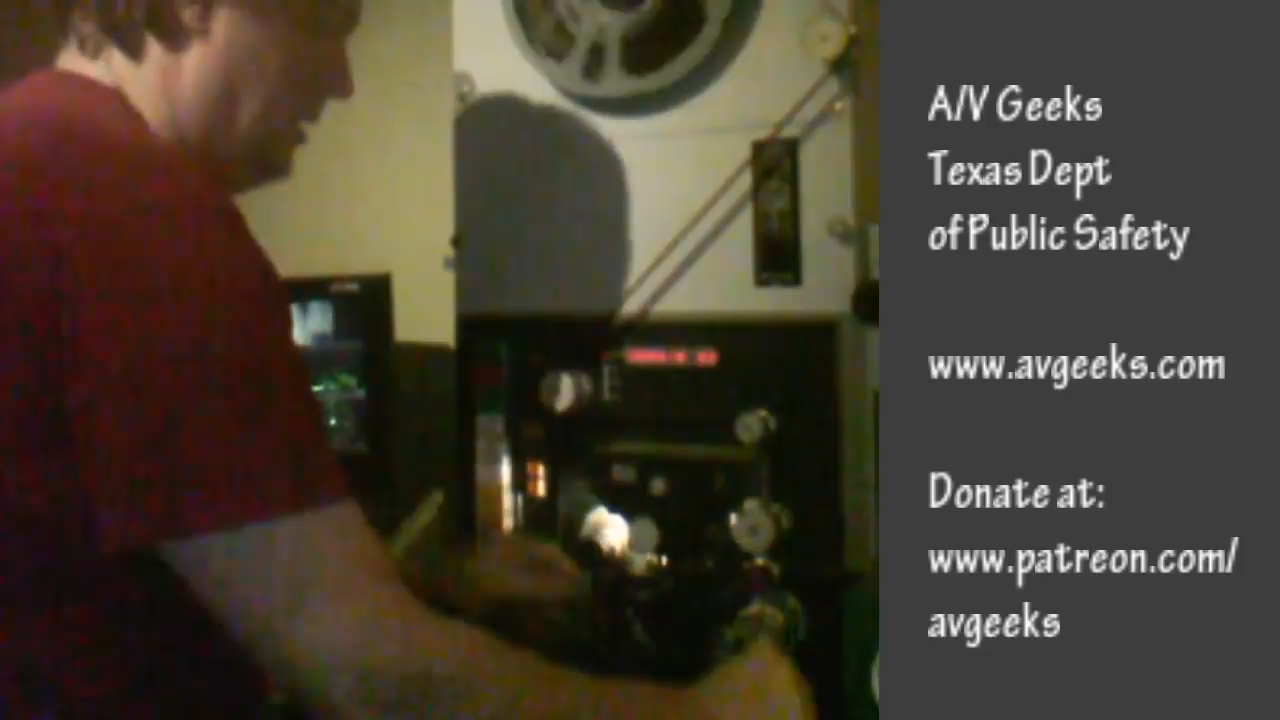 A/V Geeks
Texas Dept
of Public Safety
www.avgeeks.com
Donate at:
www.patreon.com/
avgeeks